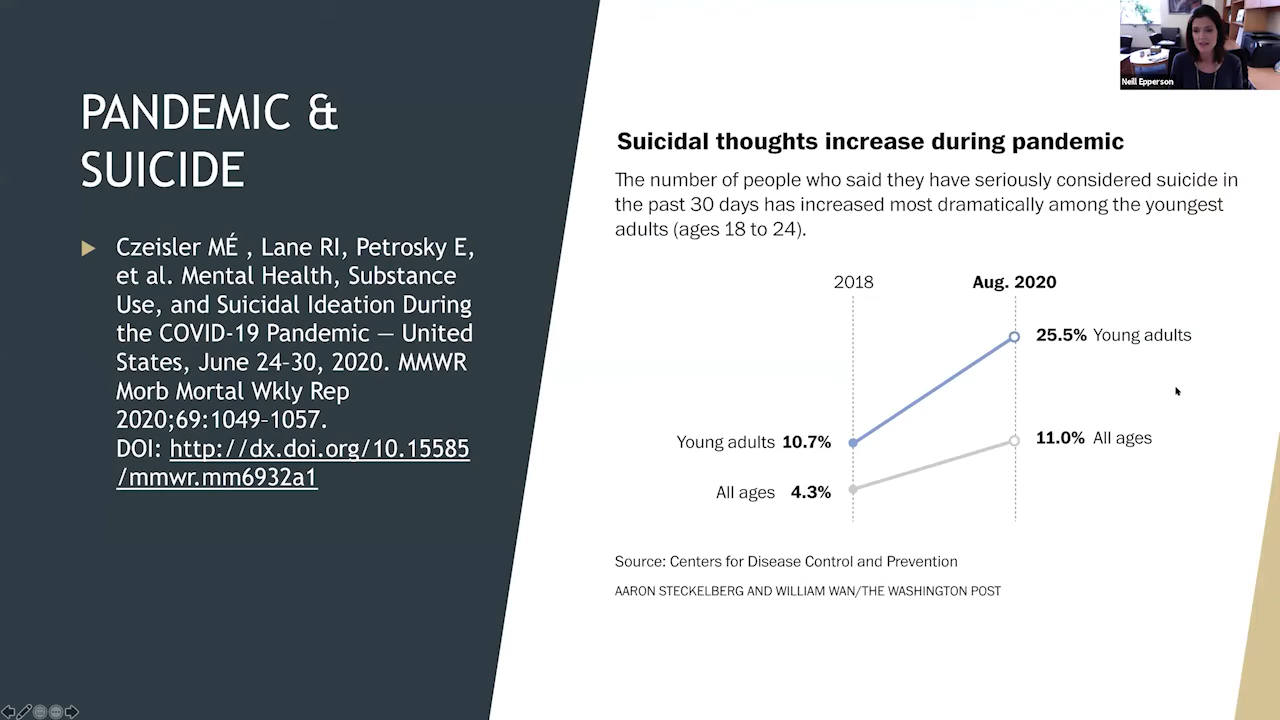 PANDEMIC &
SUICIDE
Czeisler MÉ , Lane RI, Petrosky E,
et al. Mental Health, Substance
Use, and Suicidal Ideation During
the COVID-19 Pandemic — United
States, June 24–30, 2020. MMWR
Morb Mortal Wkly Rep
2020;69:1049–1057.
DOI: http://dx.doi.org/10.15585
/mmwr.mm6932a1
Neill Epperson
Suicidal thoughts increase during pandemic
The number of people who said they have seriously considered suicide in
the past 30 days has increased most dramatically among the youngest
adults (ages 18 to 24).
2018 Aug. 2020
25.5% Young adults
Young adults 10.7%
11.0% All ages
All ages 4.3%
Source: Centers for Disease Control and Prevention
AARON STECKELBERG AND WILLIAM WAN/THE WASHINGTON POST